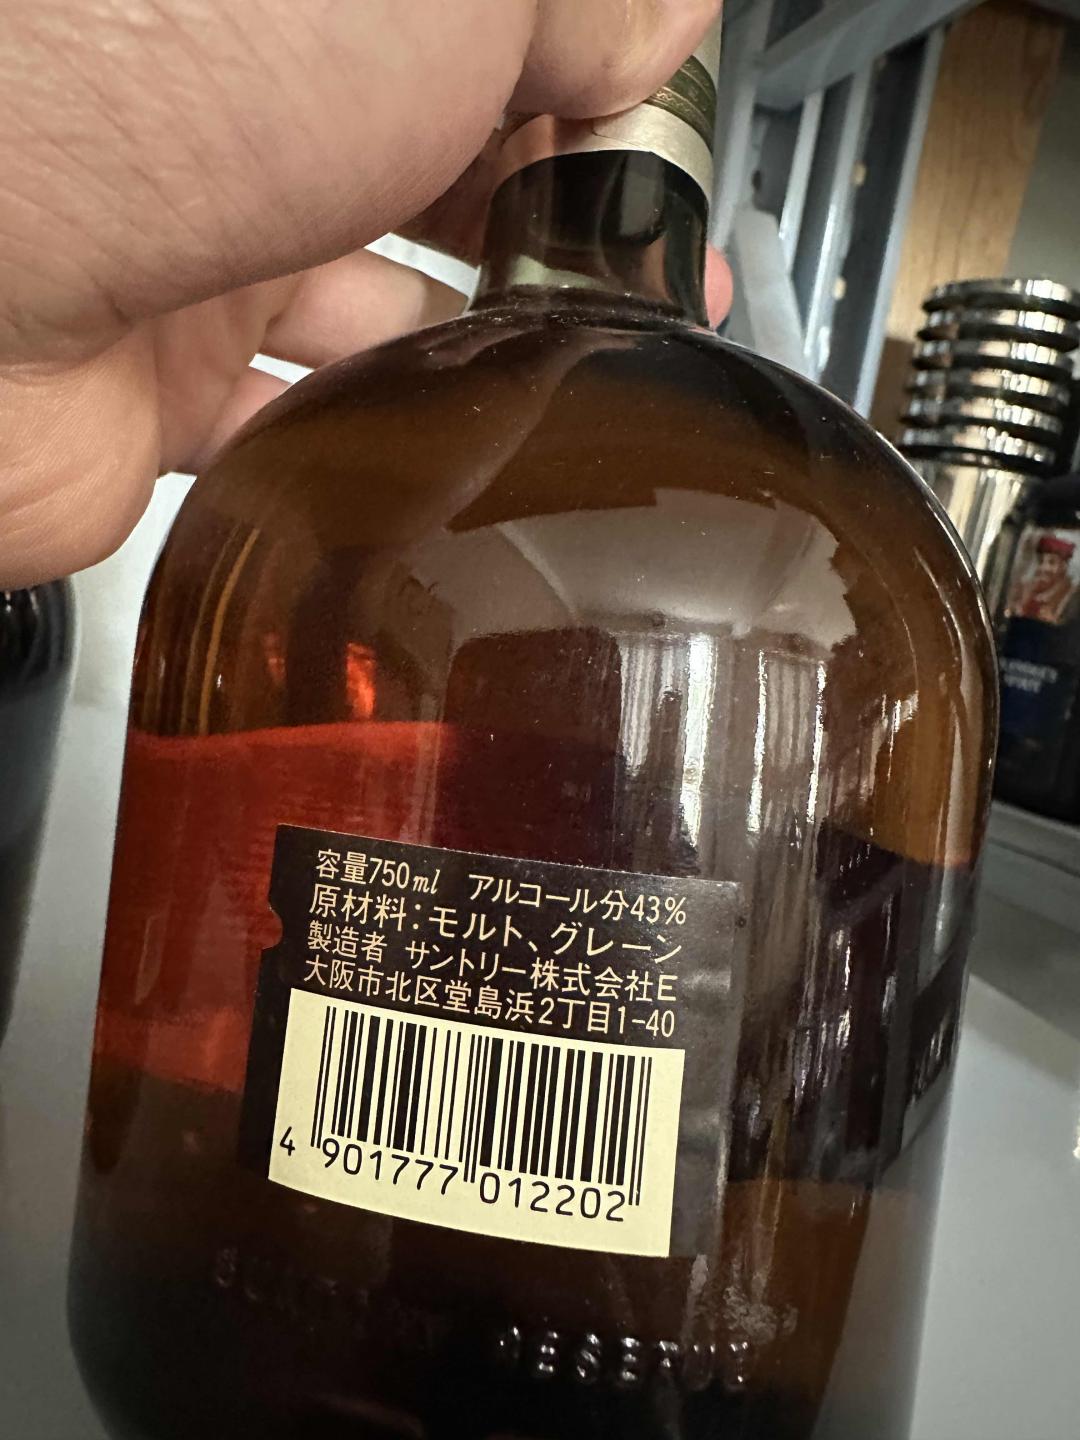 容量750ml　アルコール分43%
原材料：モルト、グレーン
製造者　サントリー株式会社E
大阪市北区堂島浜2丁目1-40
4 901777 012202
RESERVE